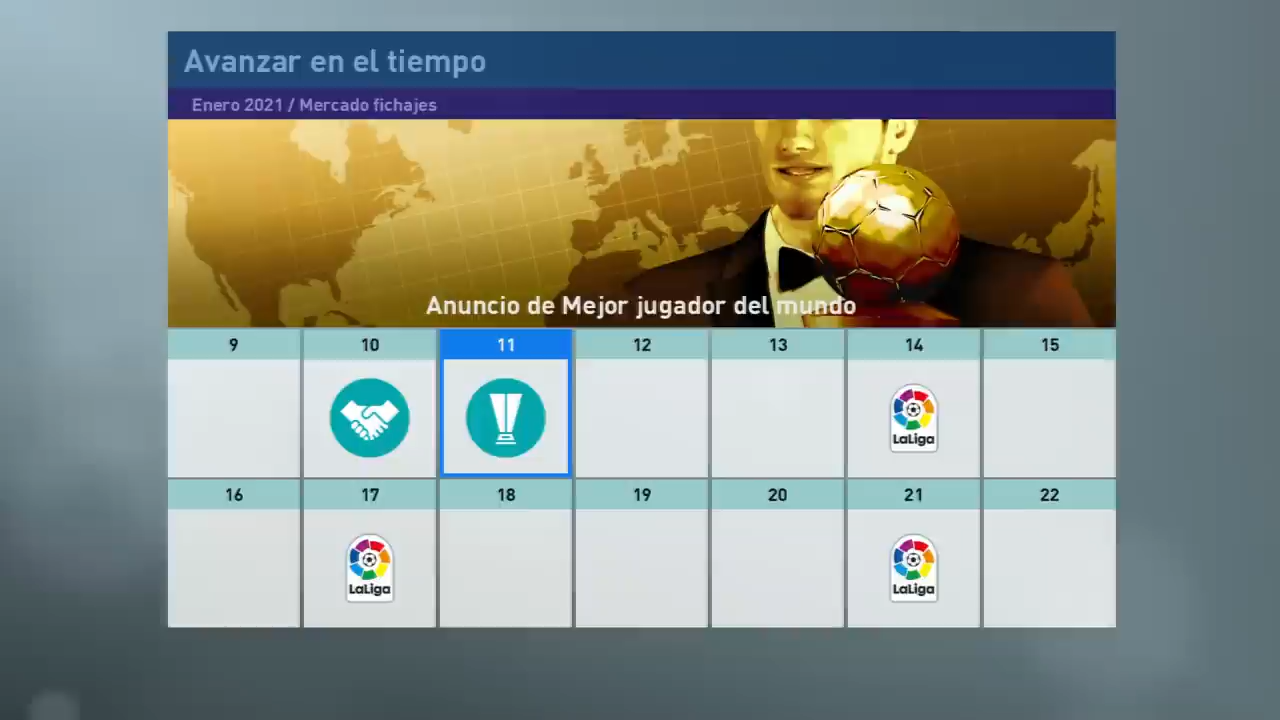 Avanzar en el tiempo
Enero 2021 / Mercado fichajes
Anuncio de Mejor jugador del mundo
9 10 11 12 13 14 15
LaLiga
16 17 18 19 20 21 22
LaLiga LaLiga